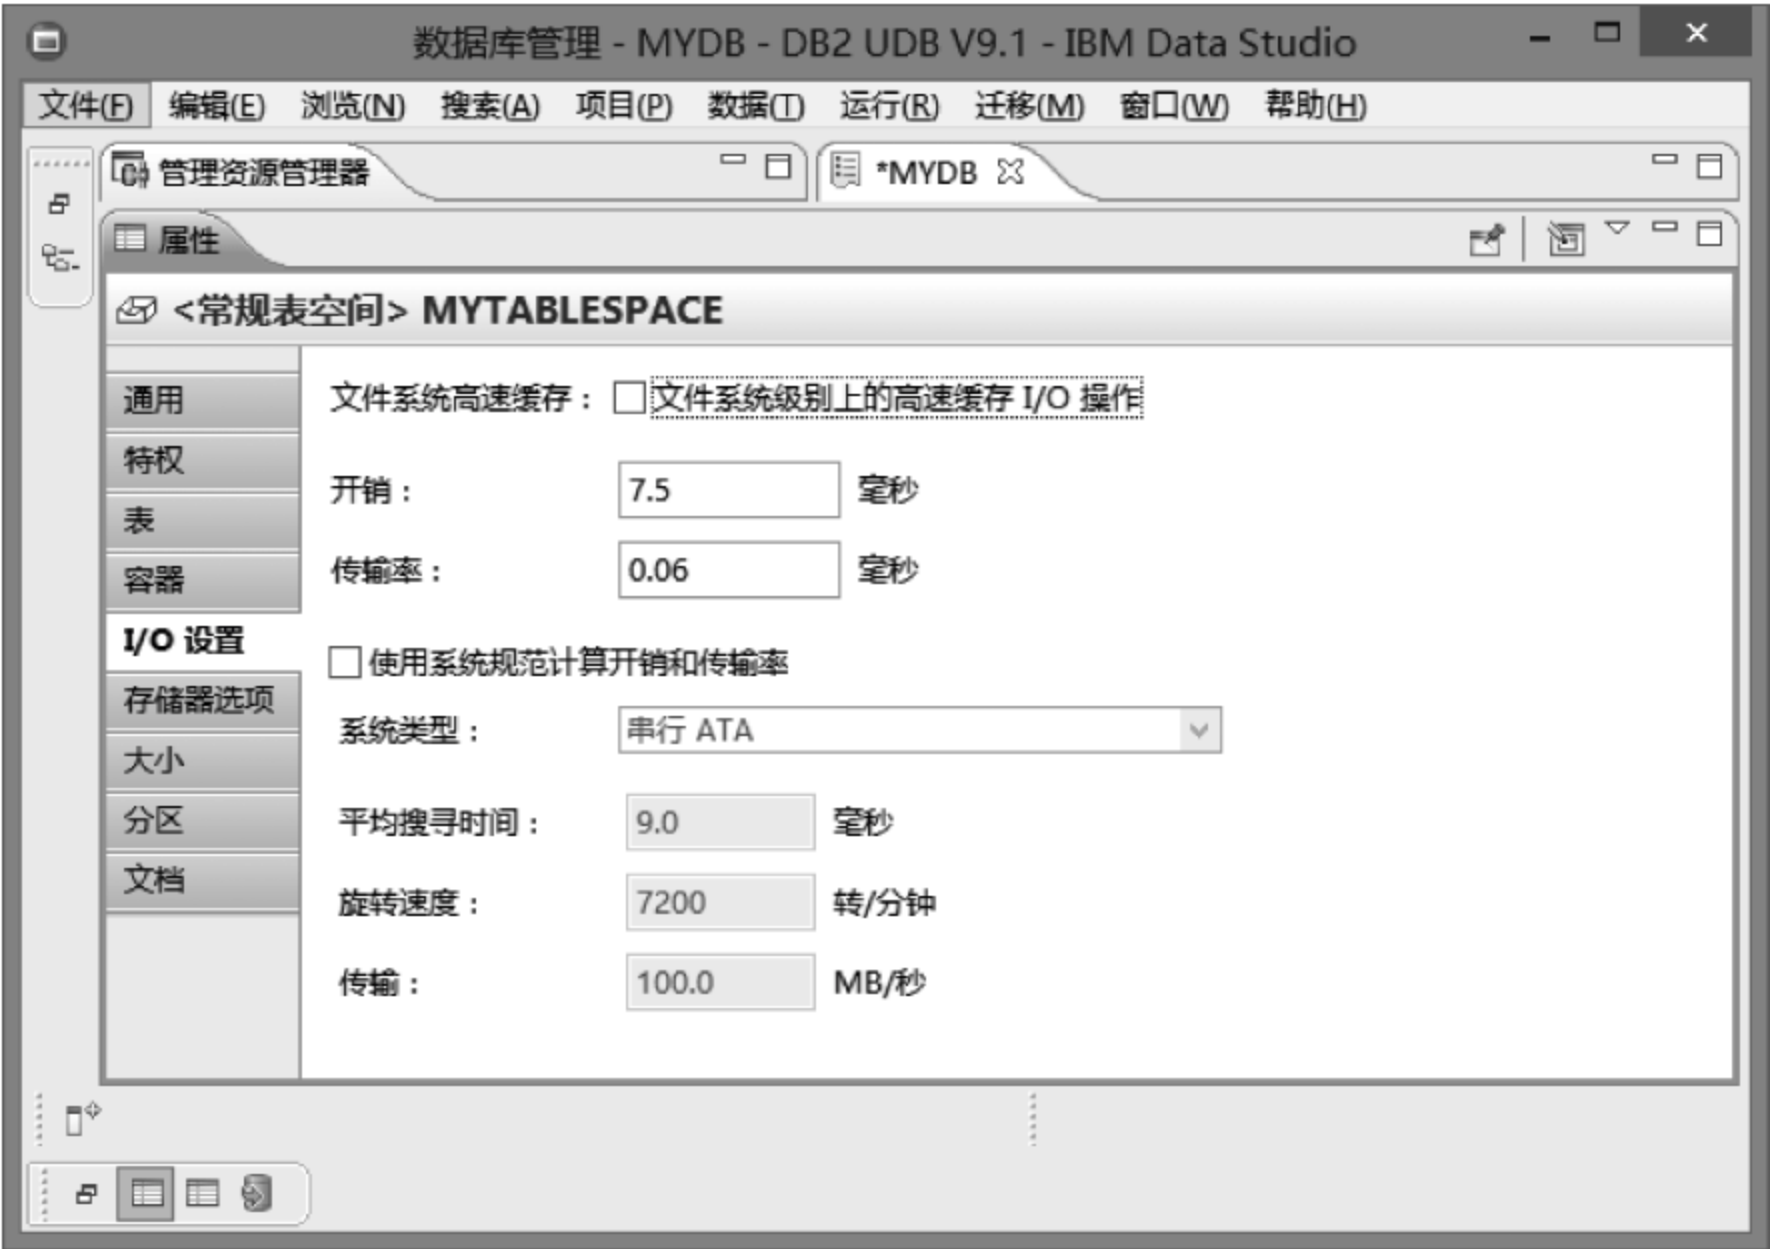 数据库管理 - MYDB - DB2 UDB V9.1 - IBM Data Studio
文件(F) 编辑(E) 浏览(N) 搜索(A) 项目(P) 数据(T) 运行(R) 迁移(M) 窗口(W) 帮助(H)
管理资源管理器
*MYDB
属性
<常规表空间> MYTABLESPACE
通用
特权
表
容器
I/O 设置
存储器选项
大小
分区
文档
文件系统高速缓存： 文件系统级别上的高速缓存 I/O 操作
开销： 7.5 毫秒
传输率： 0.06 毫秒
使用系统规范计算开销和传输率
系统类型： 串行 ATA
平均搜寻时间： 9.0 毫秒
旋转速度： 7200 转/分钟
传输： 100.0 MB/秒